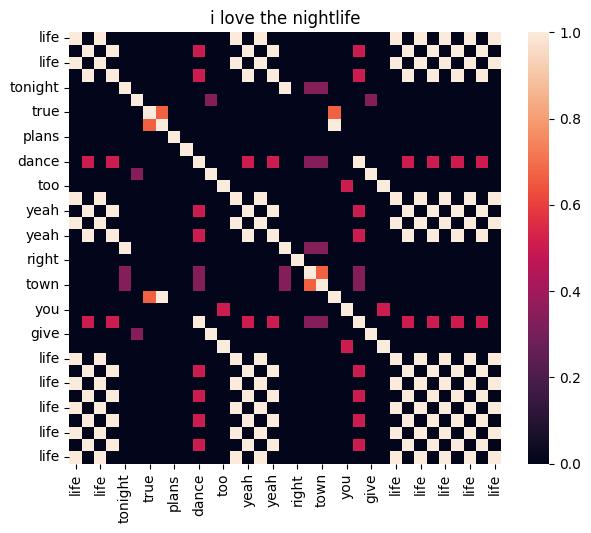 i love the nightlife
life
life
tonight
true
plans
dance
too
yeah
yeah
right
town
you
give
life
life
life
life
life
1.0
0.8
0.6
0.4
0.2
0.0
life
life
tonight
true
plans
dance
too
yeah
yeah
right
town
you
give
life
life
life
life
life